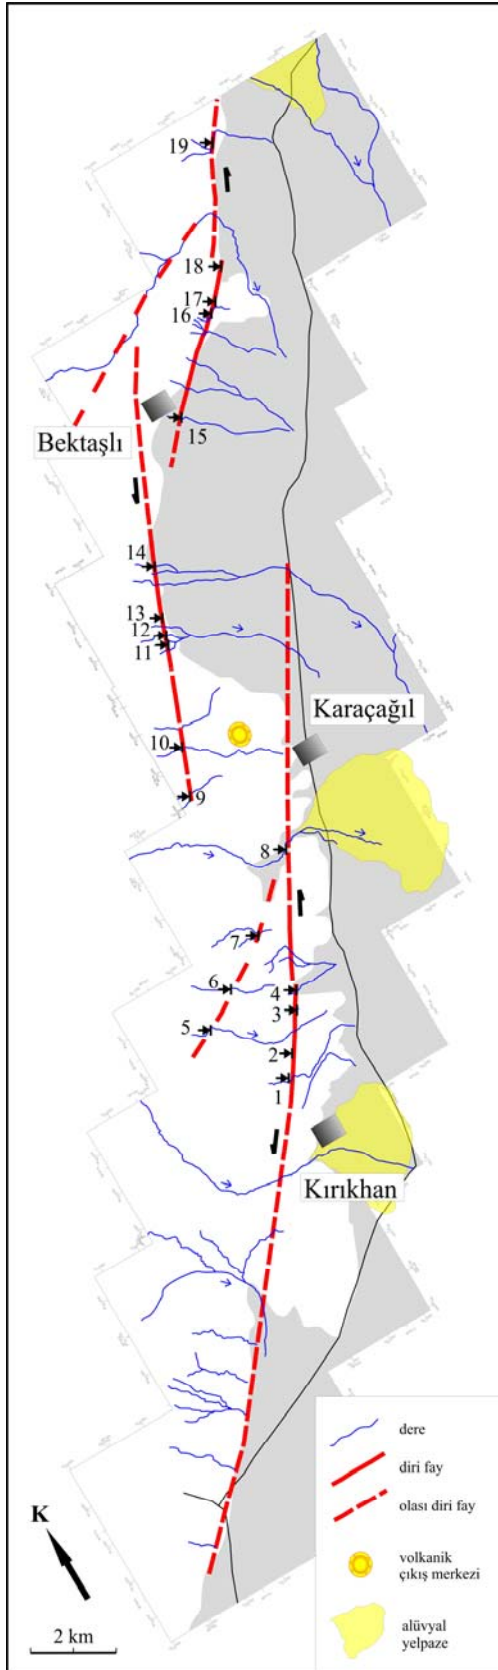 19
18
17
16
Bektaşlı
15
14
13
12
11
Karaçağıl
10
9
8
7
6
4
5
3
2
1
Kırıkhan
dere
diri fay
olası diri fay
K
volkanik
çıkış merkezi
2 km
alüvyal
yelpaze